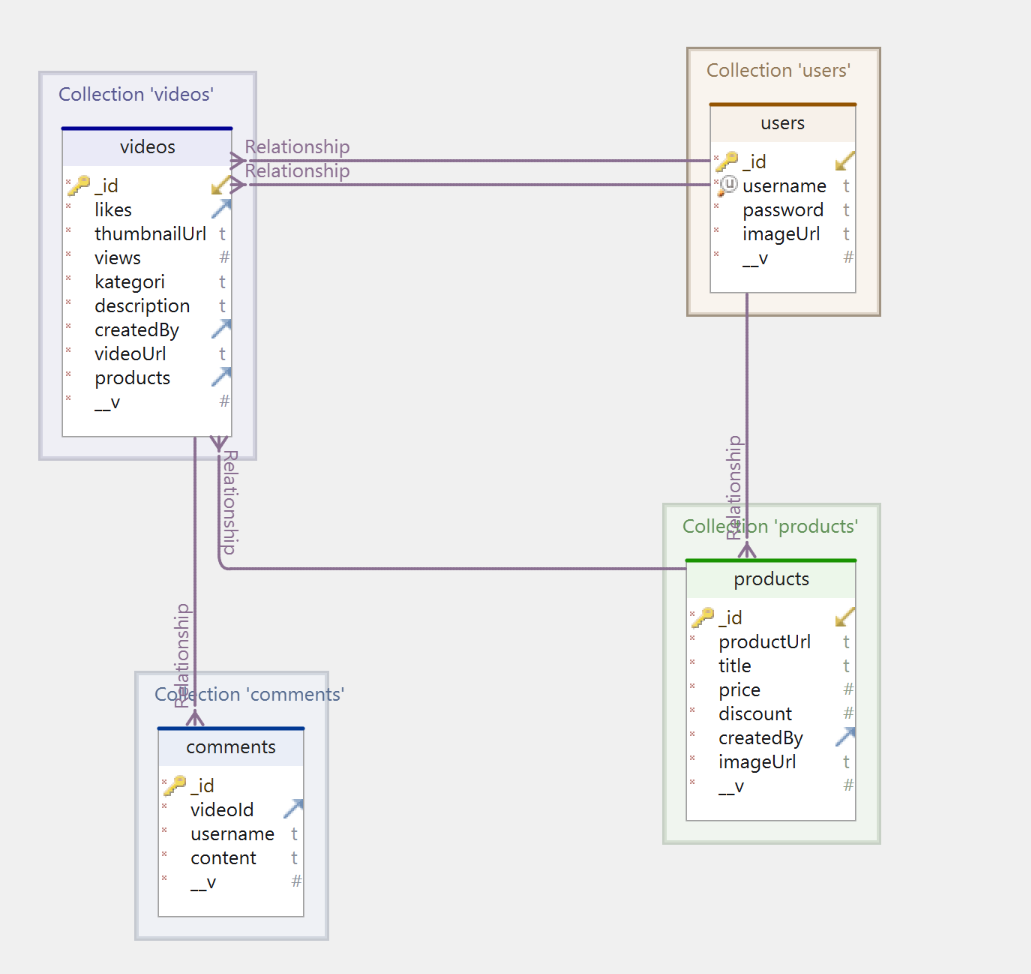 Collection 'videos'
videos
_id
likes
thumbnailUrl t
views #
kategori t
description t
createdBy
videoUrl t
products
__v #
Relationship
Relationship
Collection 'users'
users
_id
u username t
password t
imageUrl t
__v #
Relationship
Relationship
Collection 'products'
products
_id
productUrl t
title t
price #
discount #
createdBy
imageUrl t
__v #
Relationship
Collection 'comments'
comments
_id
videoId
username t
content t
__v #